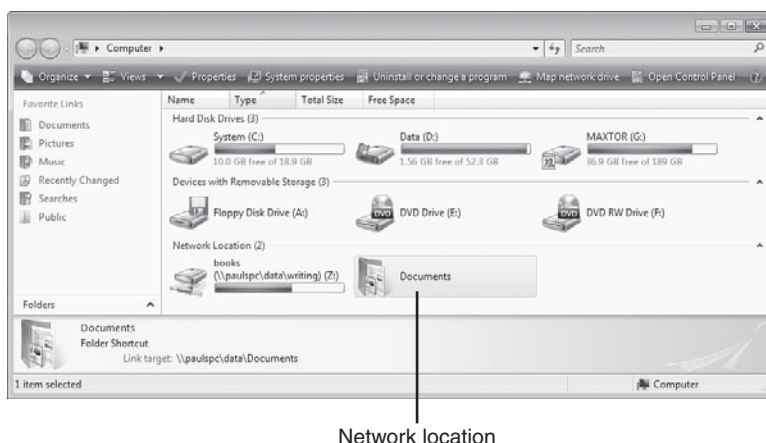 Computer
Search
Organize Views Properties System properties Uninstall or change a program Map network drive Open Control Panel
Favorite Links
Documents
Pictures
Music
Recently Changed
Searches
Public
Folders
Name Type Total Size Free Space
Hard Disk Drives (3)
System (C:)
10.0 GB free of 18.9 GB
Data (D:)
1.56 GB free of 52.3 GB
MAXTOR (G:)
36.9 GB free of 189 GB
Devices with Removable Storage (3)
Floppy Disk Drive (A:)
DVD Drive (E:)
DVD RW Drive (F:)
Network Location (2)
books
(\\paulspc\data\writing) (Z:)
Documents
Documents
Folder Shortcut
Link target: \\paulspc\data\Documents
1 item selected
Computer
Network location